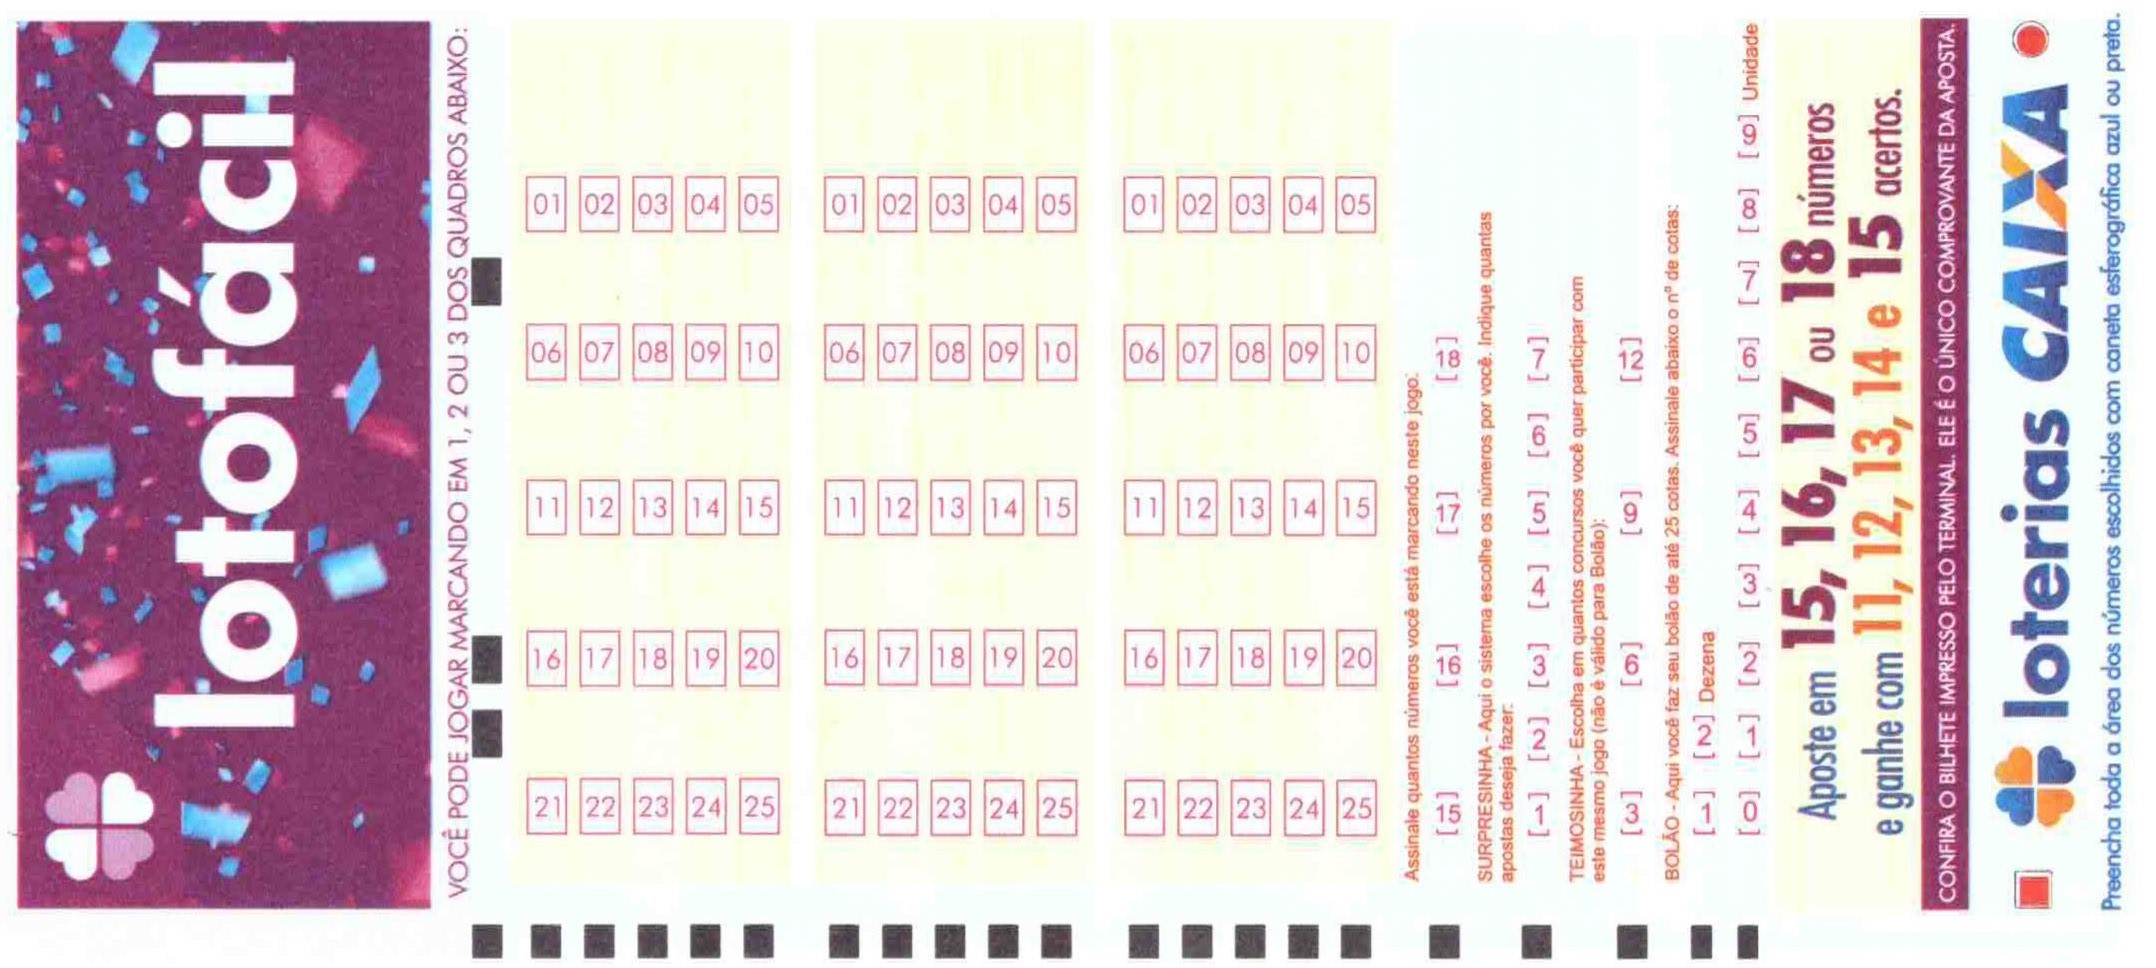 lotofácil
VOCÊ PODE JOGAR MARCANDO EM 1, 2 OU 3 DOS QUADROS ABAIXO:
01 02 03 04 05
06 07 08 09 10
11 12 13 14 15
16 17 18 19 20
21 22 23 24 25
01 02 03 04 05
06 07 08 09 10
11 12 13 14 15
16 17 18 19 20
21 22 23 24 25
01 02 03 04 05
06 07 08 09 10
11 12 13 14 15
16 17 18 19 20
21 22 23 24 25
Assinale quantos números você está marcando neste jogo:
[15] [16] [17] [18]
SURPRESINHA - Aqui o sistema escolhe os números por você. Indique quantas
apostas deseja fazer:
[1] [2] [3] [4] [5] [6] [7]
TEIMOSINHA - Escolha em quantos concursos você quer participar com
este mesmo jogo (não é válido para Bolão):
[3] [6] [9] [12]
BOLÃO - Aqui você faz seu bolão de até 25 cotas. Assinale abaixo o nº de cotas:
[1] [2] Dezena
[0] [1] [2] [3] [4] [5] [6] [7] [8] [9] Unidade
Aposte em 15, 16, 17 ou 18 números
e ganhe com 11, 12, 13, 14 e 15 acertos.
CONFIRA O BILHETE IMPRESSO PELO TERMINAL. ELE É O ÚNICO COMPROVANTE DA APOSTA.
loterias CAIXA
Preencha toda a área dos números escolhidos com caneta esferográfica azul ou preta.